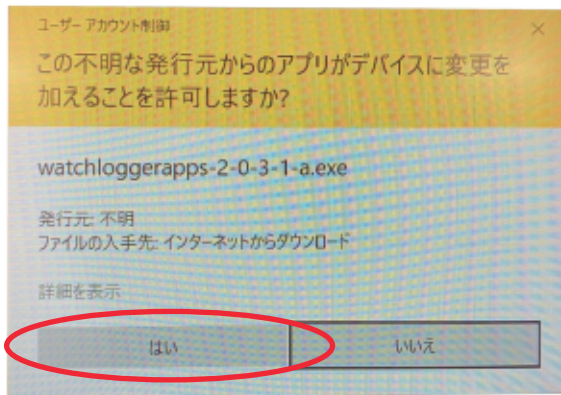 ユーザー アカウント制御
この不明な発行元からのアプリがデバイスに変更を
加えることを許可しますか?
watchloggerapps-2-0-3-1-a.exe
発行元: 不明
ファイルの入手先: インターネットからダウンロード
詳細を表示
はい
いいえ